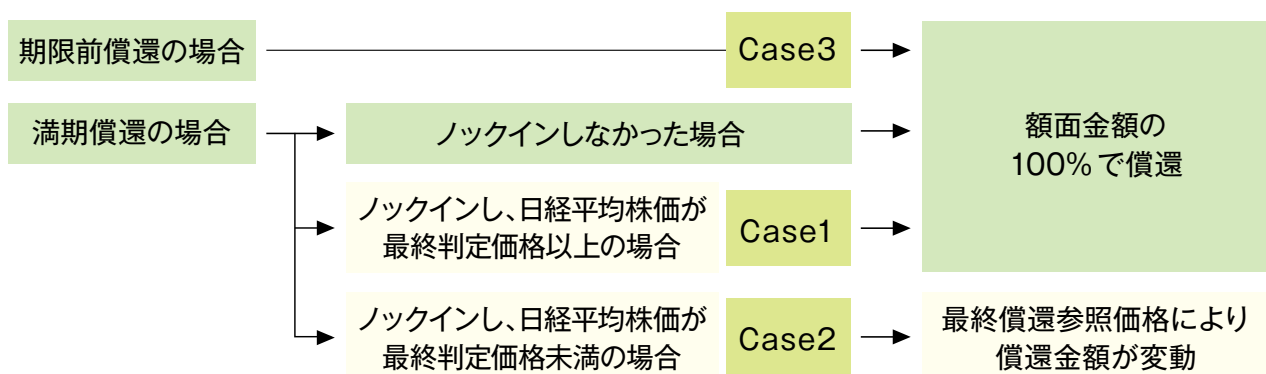 期限前償還の場合
Case3
額面金額の
100%で償還
満期償還の場合
ノックインしなかった場合
ノックインし、日経平均株価が
最終判定価格以上の場合
Case1
ノックインし、日経平均株価が
最終判定価格未満の場合
Case2
最終償還参照価格により
償還金額が変動